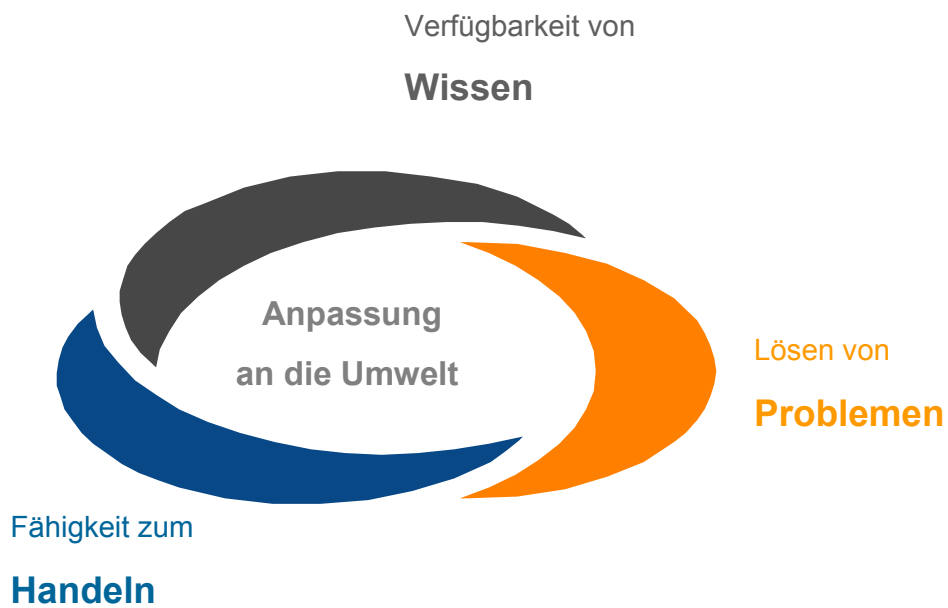 Verfügbarkeit von
Wissen
Anpassung
an die Umwelt
Lösen von
Problemen
Fähigkeit zum
Handeln